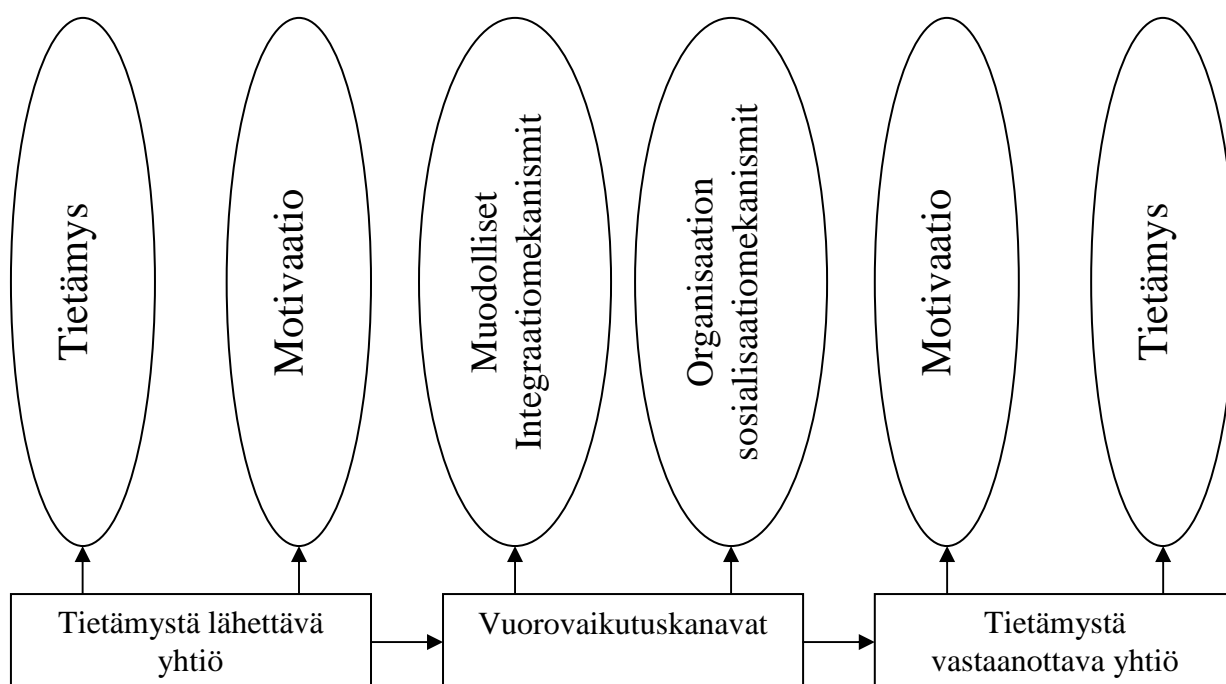 Tietämys
Motivaatio
Muodolliset
Integraatiomekanismit
Organisaation
sosialisaatiomekanismit
Motivaatio
Tietämys
Tietämystä lähettävä
yhtiö
Vuorovaikutuskanavat
Tietämystä
vastaanottava yhtiö